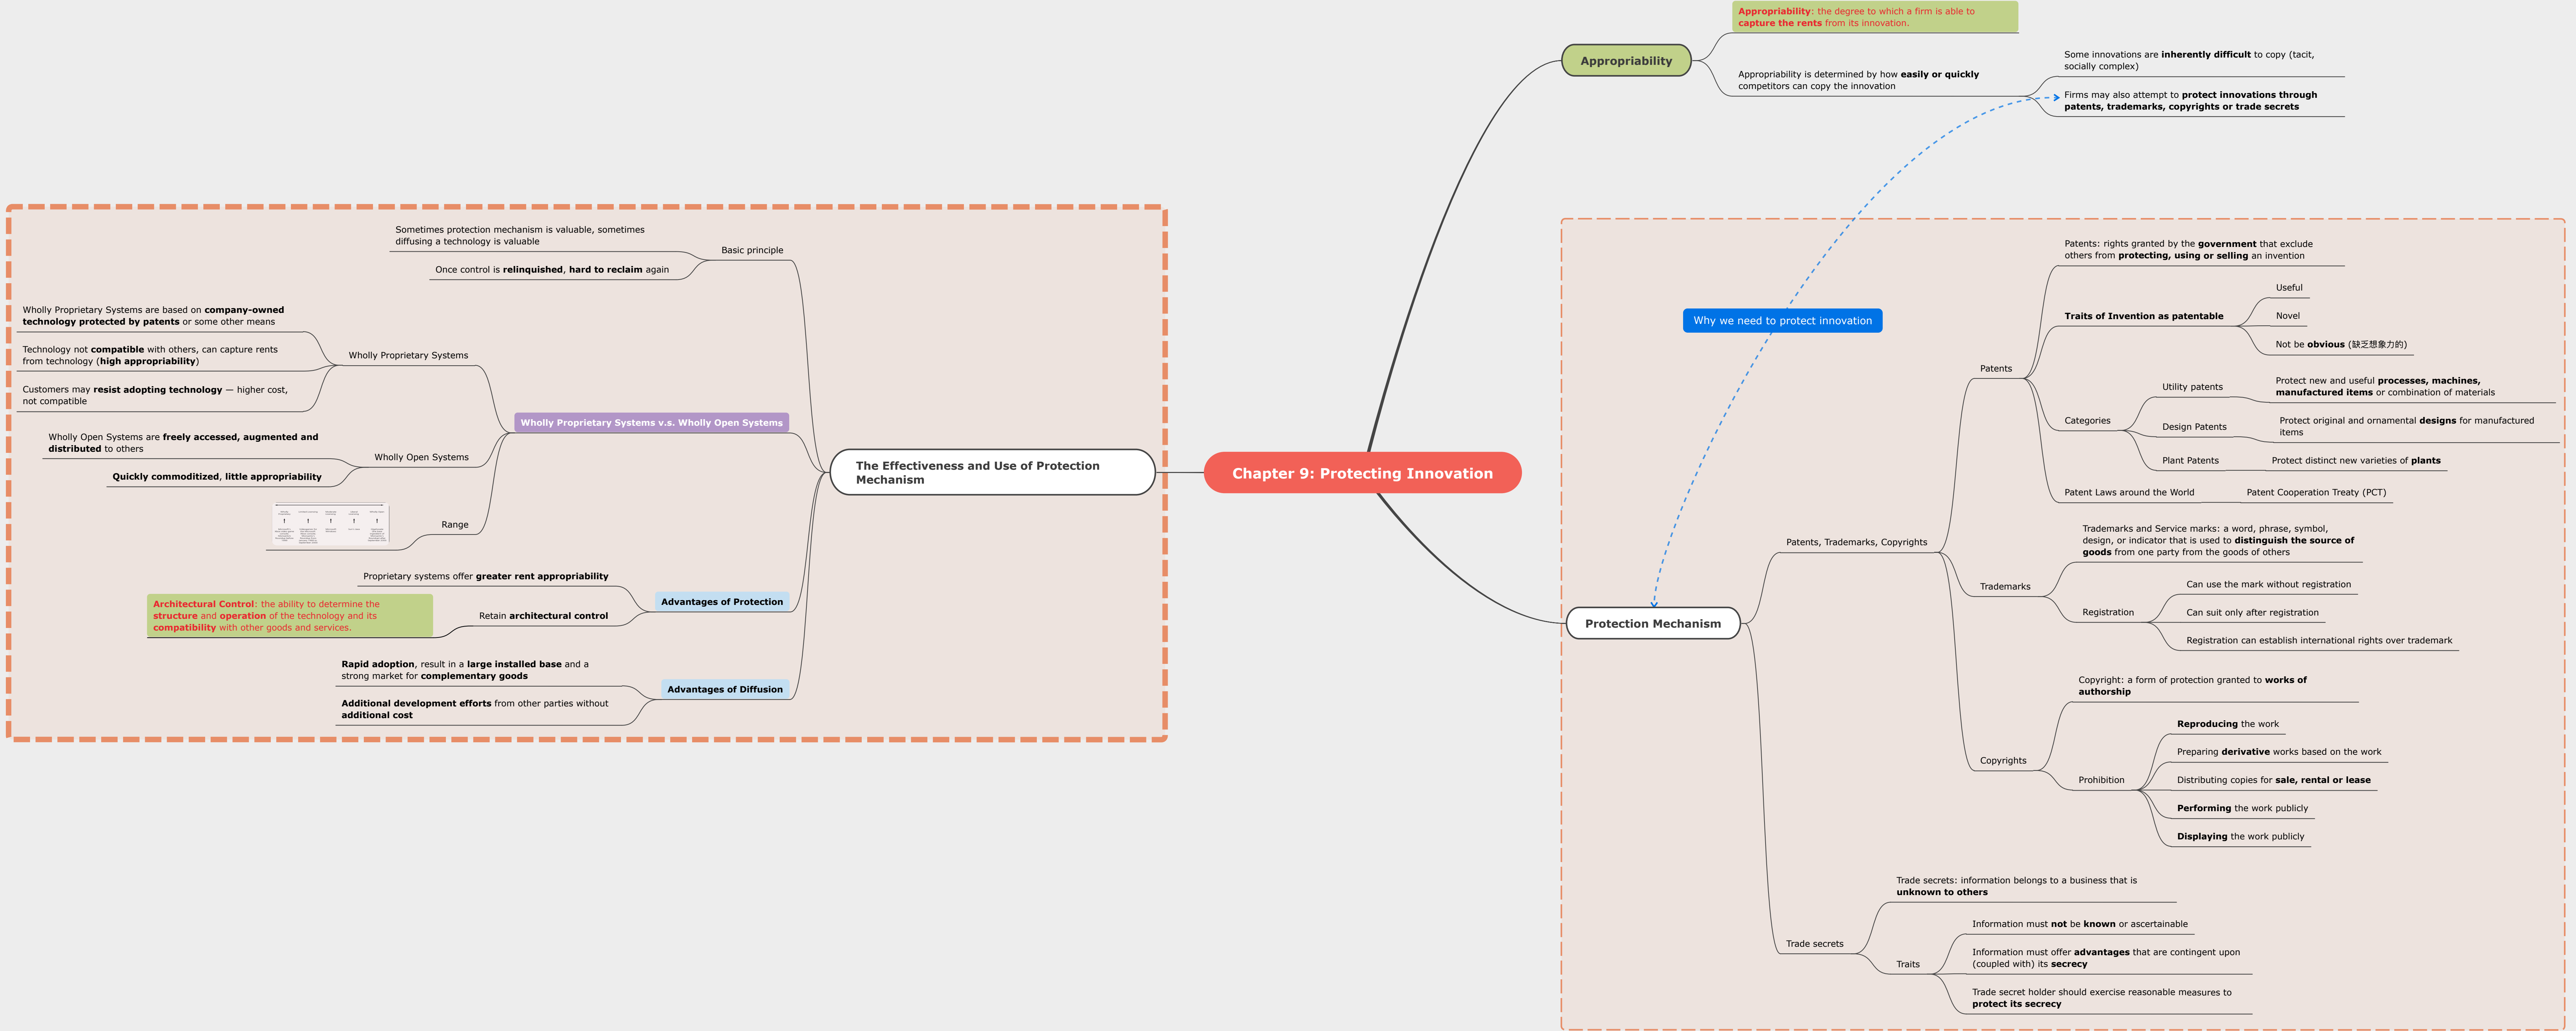 Appropriability: the degree to which a firm is able to
capture the rents from its innovation.
Appropriability
Appropriability is determined by how easily or quickly
competitors can copy the innovation
Some innovations are inherently difficult to copy (tacit,
socially complex)
Firms may also attempt to protect innovations through
patents, trademarks, copyrights or trade secrets
Why we need to protect innovation
Chapter 9: Protecting Innovation
Protection Mechanism
Patents, Trademarks, Copyrights
Patents
Patents: rights granted by the government that exclude
others from protecting, using or selling an invention
Traits of Invention as patentable
Useful
Novel
Not be obvious (缺乏想象力的)
Categories
Utility patents
Protect new and useful processes, machines,
manufactured items or combination of materials
Design Patents
Protect original and ornamental designs for manufactured
items
Plant Patents
Protect distinct new varieties of plants
Patent Laws around the World
Patent Cooperation Treaty (PCT)
Trademarks
Trademarks and Service marks: a word, phrase, symbol,
design, or indicator that is used to distinguish the source of
goods from one party from the goods of others
Registration
Can use the mark without registration
Can suit only after registration
Registration can establish international rights over trademark
Copyrights
Copyright: a form of protection granted to works of
authorship
Prohibition
Reproducing the work
Preparing derivative works based on the work
Distributing copies for sale, rental or lease
Performing the work publicly
Displaying the work publicly
Trade secrets
Trade secrets: information belongs to a business that is
unknown to others
Traits
Information must not be known or ascertainable
Information must offer advantages that are contingent upon
(coupled with) its secrecy
Trade secret holder should exercise reasonable measures to
protect its secrecy
The Effectiveness and Use of Protection
Mechanism
Basic principle
Sometimes protection mechanism is valuable, sometimes
diffusing a technology is valuable
Once control is relinquished, hard to reclaim again
Wholly Proprietary Systems v.s. Wholly Open Systems
Wholly Proprietary Systems
Wholly Proprietary Systems are based on company-owned
technology protected by patents or some other means
Technology not compatible with others, can capture rents
from technology (high appropriability)
Customers may resist adopting technology — higher cost,
not compatible
Wholly Open Systems
Wholly Open Systems are freely accessed, augmented and
distributed to others
Quickly commoditized, little appropriability
Range
Advantages of Protection
Proprietary systems offer greater rent appropriability
Retain architectural control
Architectural Control: the ability to determine the
structure and operation of the technology and its
compatibility with other goods and services.
Advantages of Diffusion
Rapid adoption, result in a large installed base and a
strong market for complementary goods
Additional development efforts from other parties without
additional cost